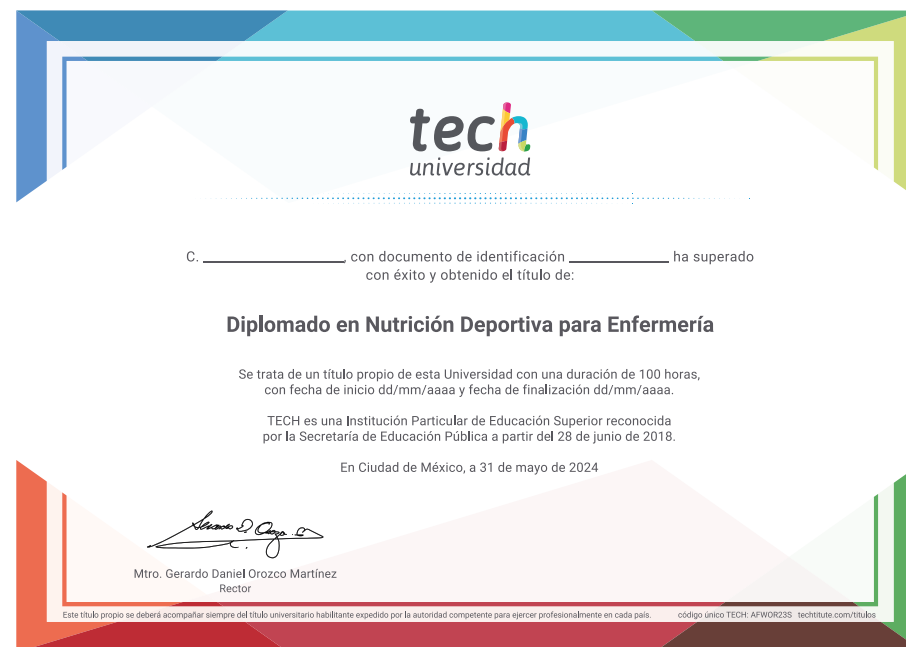 tech
universidad
C. ____________, con documento de identificación ____________ ha superado
con éxito y obtenido el título de:
Diplomado en Nutrición Deportiva para Enfermería
Se trata de un título propio de esta Universidad con una duración de 100 horas,
con fecha de inicio dd/mm/aaaa y fecha de finalización dd/mm/aaaa.
TECH es una Institución Particular de Educación Superior reconocida
por la Secretaría de Educación Pública a partir del 28 de junio de 2018.
En Ciudad de México, a 31 de mayo de 2024
Mtro. Gerardo Daniel Orozco Martínez
Rector
Este título propio se deberá acompañar siempre del título universitario habilitante expedido por la autoridad competente para ejercer profesionalmente en cada país. código único TECH: AFWOR23S techtitute.com/titulos